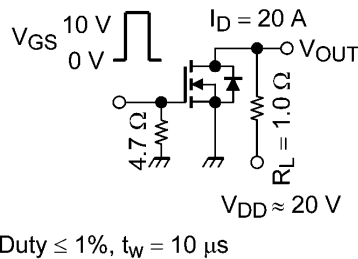 I_D = 20 A
V_GS
10 V
0 V
V_OUT
4.7 Ω
R_L = 1.0 Ω
V_DD ≈ 20 V
Duty ≤ 1%, t_w = 10 μs